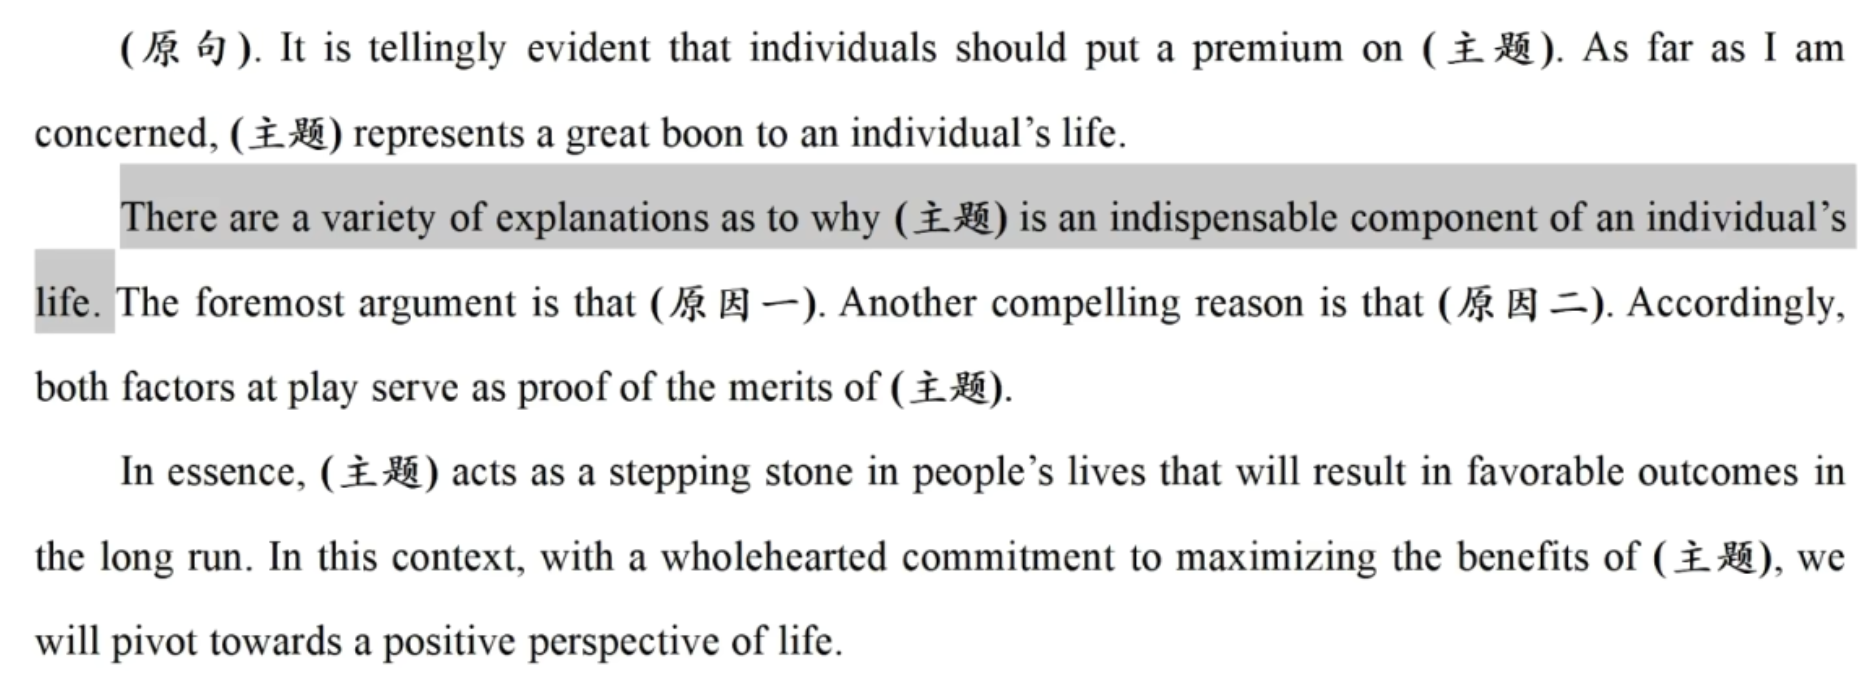 (原句). It is tellingly evident that individuals should put a premium on (主题). As far as I am
concerned, (主题) represents a great boon to an individual’s life.
There are a variety of explanations as to why (主题) is an indispensable component of an individual’s
life. The foremost argument is that (原因一). Another compelling reason is that (原因二). Accordingly,
both factors at play serve as proof of the merits of (主题).
In essence, (主题) acts as a stepping stone in people’s lives that will result in favorable outcomes in
the long run. In this context, with a wholehearted commitment to maximizing the benefits of (主题), we
will pivot towards a positive perspective of life.